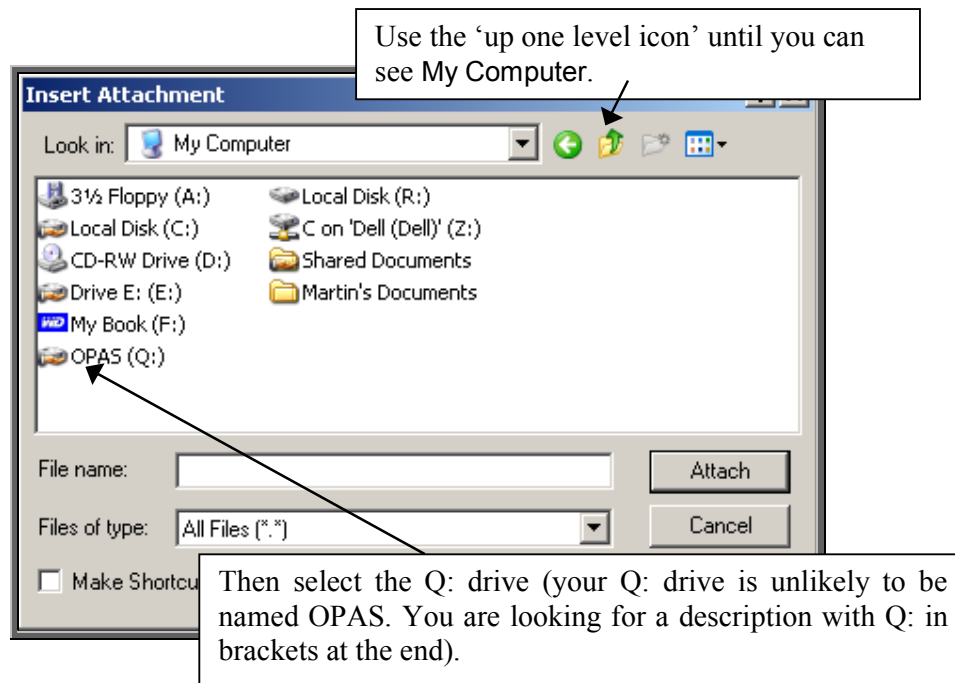 Use the ‘up one level icon’ until you can
see My Computer.
Insert Attachment
Look in: My Computer
3½ Floppy (A:)
Local Disk (C:)
CD-RW Drive (D:)
Drive E: (E:)
WD My Book (F:)
OPAS (Q:)
Local Disk (R:)
C on 'Dell (Dell)' (Z:)
Shared Documents
Martin's Documents
File name:
Attach
Files of type: All Files (*.*)
Cancel
Make Shortcu
Then select the Q: drive (your Q: drive is unlikely to be
named OPAS. You are looking for a description with Q: in
brackets at the end).